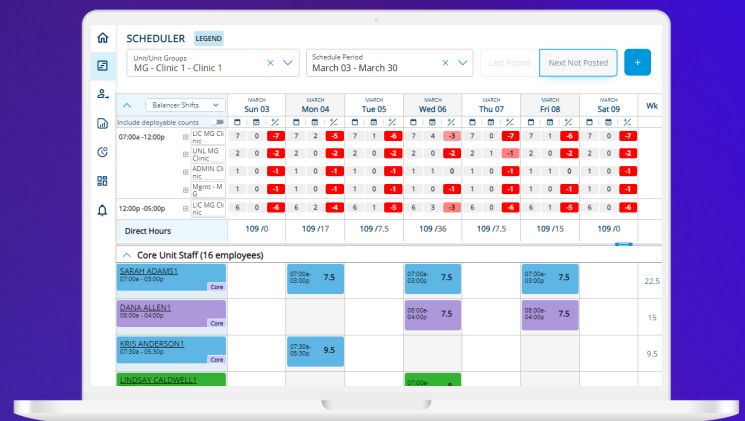 SCHEDULER LEGEND
Unit/Unit Groups
MG - Clinic 1 - Clinic 1
Schedule Period
March 03 - March 30
Last Posted
Next Not Posted
+
Balancer Shifts
MARCH MARCH MARCH MARCH MARCH MARCH MARCH
Sun 03 Mon 04 Tue 05 Wed 06 Thu 07 Fri 08 Sat 09 Wk
Include deployable counts
07:00a -12:00p LIC MG Cli
nic
7 0 -7 7 2 -5 7 1 -6 7 4 -3 7 0 -7 7 1 -6 7 0 -7
UNL MG
Clinic
2 0 -2 2 0 -2 2 0 -2 2 0 -2 2 1 -1 2 0 -2 2 0 -2
ADMIN Cli
nic
1 0 -1 1 0 -1 1 0 -1 1 1 0 1 0 -1 1 1 0 1 0 -1
Mgmt - M
G
1 0 -1 1 0 -1 1 0 -1 1 0 -1 1 0 -1 1 0 -1 1 0 -1
12:00p -05:00p LIC MG Cli
nic
6 0 -6 6 2 -4 6 1 -5 6 3 -3 6 0 -6 6 1 -5 6 0 -6
Direct Hours 109 /0 109 /17 109 /7.5 109 /36 109 /7.5 109 /15 109 /0
Core Unit Staff (16 employees)
SARAH ADAMS1
07:00a - 03:00p
Core
07:00a-
03:00p 7.5
07:00a-
03:00p 7.5
07:00a-
03:00p 7.5
22.5
DANA ALLEN1
08:00a - 04:00p
Core
08:00a-
04:00p 7.5
08:00a-
04:00p 7.5
15
KRIS ANDERSON1
07:30a - 05:30p
Core
07:30a-
05:30p 9.5
9.5
LINDSAY CALDWELL1
07:00a-